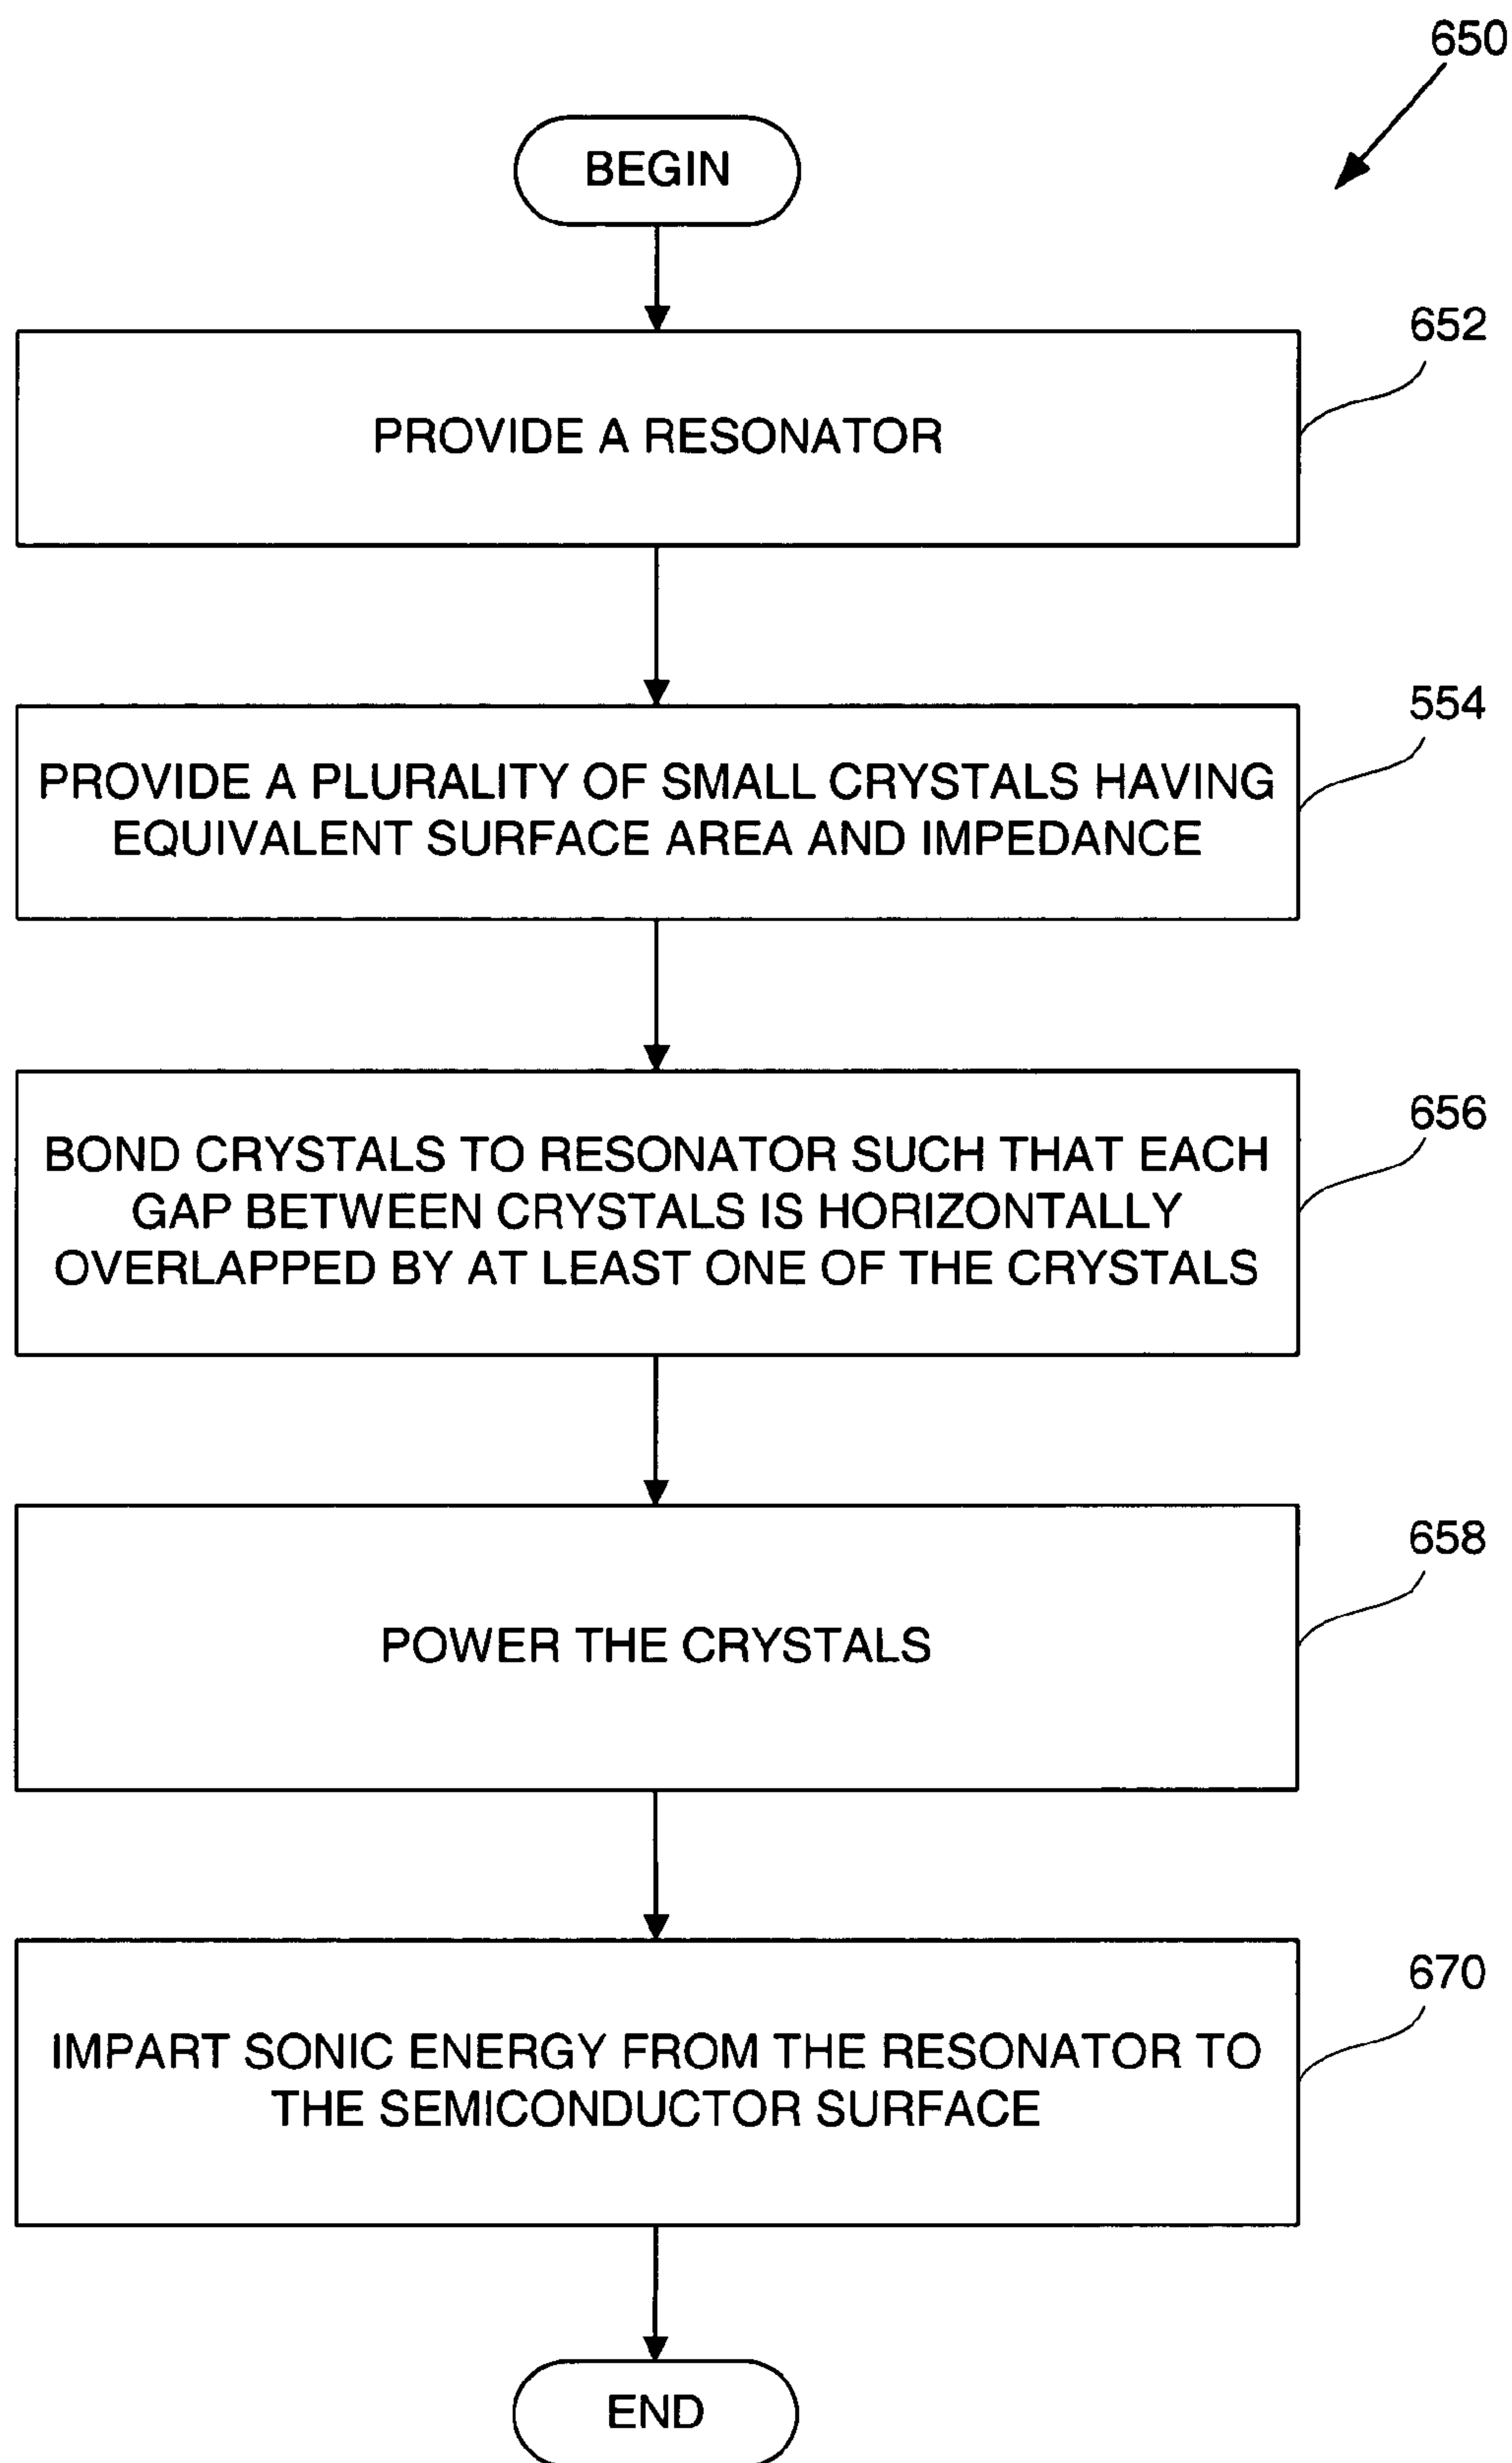 650
BEGIN
652
PROVIDE A RESONATOR
554
PROVIDE A PLURALITY OF SMALL CRYSTALS HAVING
EQUIVALENT SURFACE AREA AND IMPEDANCE
656
BOND CRYSTALS TO RESONATOR SUCH THAT EACH
GAP BETWEEN CRYSTALS IS HORIZONTALLY
OVERLAPPED BY AT LEAST ONE OF THE CRYSTALS
658
POWER THE CRYSTALS
670
IMPART SONIC ENERGY FROM THE RESONATOR TO
THE SEMICONDUCTOR SURFACE
END